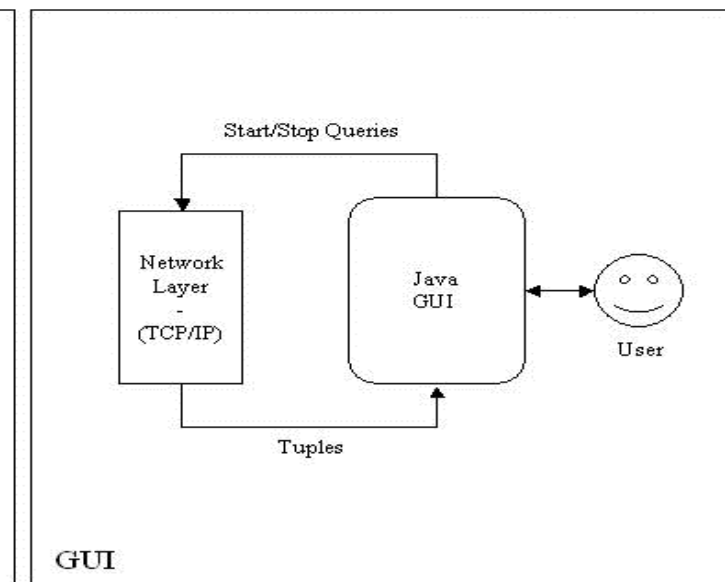 Start/Stop Queries
Network
Layer
-
(TCP/IP)
Java
GUI
User
Tuples
GUI